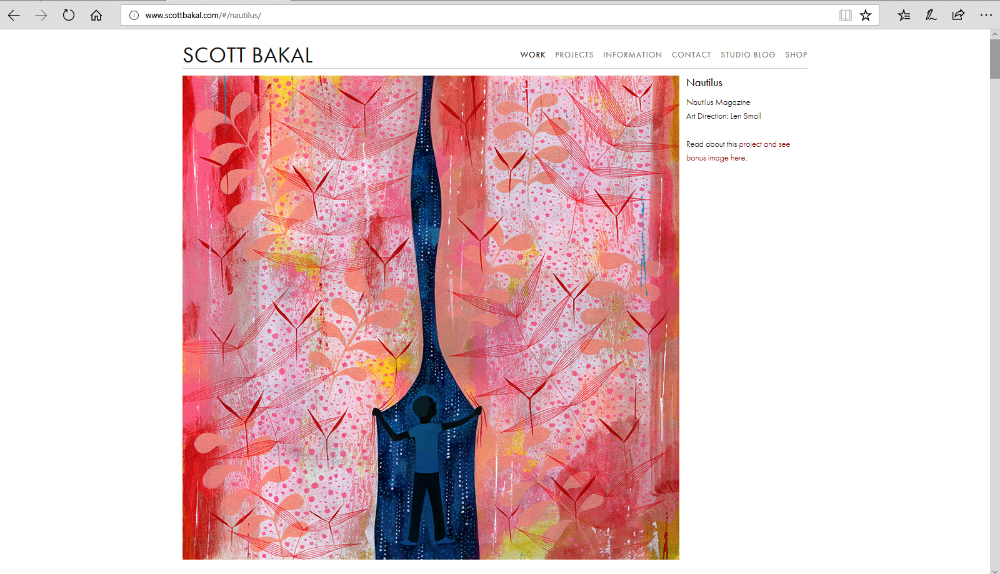 www.scottbakal.com/#/nautilus/
SCOTT BAKAL
WORK PROJECTS INFORMATION CONTACT STUDIO BLOG SHOP
Nautilus
Nautilus Magazine
Art Direction: Len Small
Read about this project and see
bonus image here.